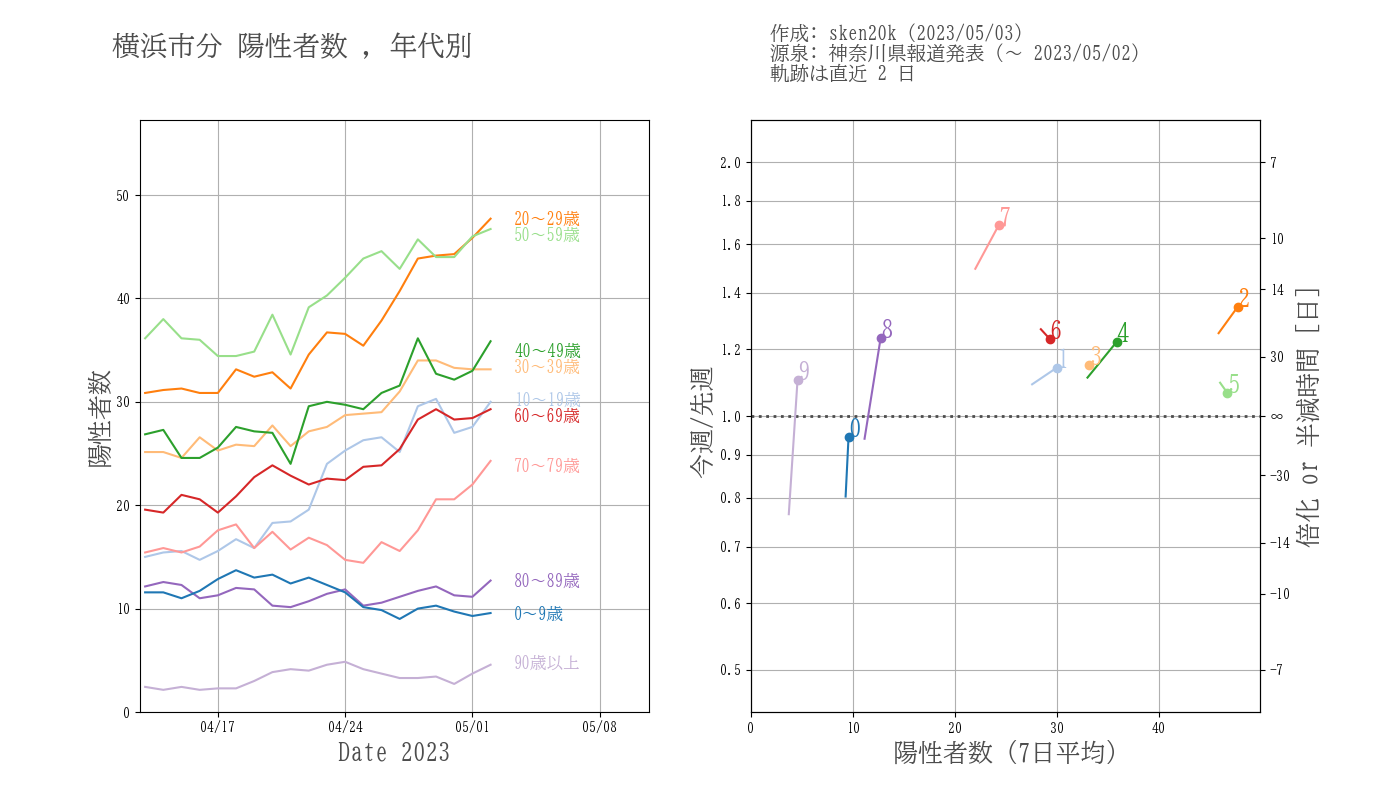 横浜市分 陽性者数 , 年代別
作成: sken20k (2023/05/03)
源泉: 神奈川県報道発表 (〜 2023/05/02)
軌跡は直近 2 日
陽性者数
50
40
30
20
10
0
04/17
04/24
05/01
05/08
Date 2023
20〜29歳
50〜59歳
40〜49歳
30〜39歳
10〜19歳
60〜69歳
70〜79歳
80〜89歳
0〜9歳
90歳以上
今週/先週
2.0
1.8
1.6
1.4
1.2
1.0
0.9
0.8
0.7
0.6
0.5
7
2
6
4
8
3
1
9
5
0
0
10
20
30
40
陽性者数 (7日平均)
7
10
14
30
∞
-30
-14
-10
-7
倍化 or 半減時間 [日]